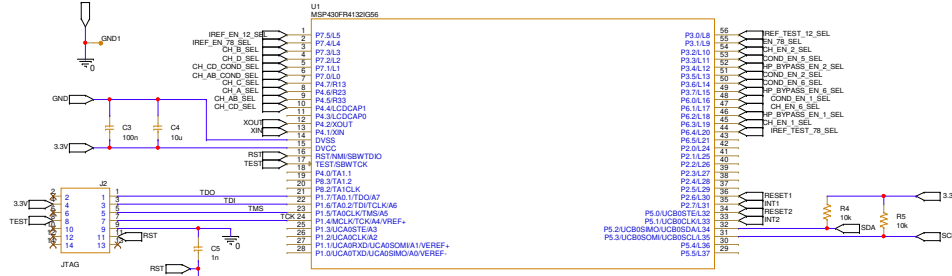 U1
MSP430FR4132IG56
GND1
0
IREF_EN_12_SEL 1 P7.5/L5
IREF_EN_78_SEL 2 P7.4/L4
CH_B_SEL 3 P7.3/L3
CH_D_SEL 4 P7.2/L2
CH_CD_COND_SEL 5 P7.1/L1
CH_AB_COND_SEL 6 P7.0/L0
CH_C_SEL 7 P4.7/R13
CH_A_SEL 8 P4.6/R23
CH_AB_SEL 9 P4.5/R33
CH_CD_SEL 10 P4.4/LCDCAP1
11 P4.3/LCDCAP0
XOUT 12 P4.2/XOUT
XIN 13 P4.1/XIN
14 DVSS
15 DVCC
RST 16 RST/NMI/SBWTDIO
TEST 17 TEST/SBWTCK
18 P4.0/TA1.1
19 P8.3/TA1.2
20 P8.2/TA1CLK
TDO 21 P1.7/TA0.1/TDO/A7
TDI 22 P1.6/TA0.2/TDI/TCLK/A6
TMS 23 P1.5/TA0CLK/TMS/A5
TCK 24 P1.4/MCLK/TCK/A4/VREF+
25 P1.3/UCA0STE/A3
26 P1.2/UCA0CLK/A2
27 P1.1/UCA0RXD/UCA0SOMI/A1/VEREF+
28 P1.0/UCA0TXD/UCA0SIMO/A0/VEREF-
P3.0/L8 56 IREF_TEST_12_SEL
P3.1/L9 55 EN_78_SEL
P3.2/L10 54 CH_EN_2_SEL
P3.3/L11 53 COND_EN_5_SEL
P3.4/L12 52 HP_BYPASS_EN_2_SEL
P3.5/L13 51 COND_EN_2_SEL
P3.6/L14 50 COND_EN_6_SEL
P3.7/L15 49 HP_BYPASS_EN_6_SEL
P6.0/L16 48 COND_EN_1_SEL
P6.1/L17 47 CH_EN_6_SEL
P6.2/L18 46 HP_BYPASS_EN_1_SEL
P6.3/L19 45 CH_EN_1_SEL
P6.4/L20 44 IREF_TEST_78_SEL
P6.5/L21 43
P2.0/L24 42
P2.1/L25 41
P2.2/L26 40
P2.3/L27 39
P2.4/L28 38
P2.5/L29 37
P2.6/L30 36 RESET1
P2.7/L31 35 INT1
P5.0/UCB0STE/L32 34 RESET2
P5.1/UCB0CLK/L33 33 INT2
P5.2/UCB0SIMO/UCB0SDA/L34 32 SDA
P5.3/UCB0SOMI/UCB0SCL/L35 31
P5.4/L36 30
P5.5/L37 29
GND
C3
100n
C4
10u
3.3V
J2
2 1
4 3
6 5
8 7
10 9
12 11
14 13
3.3V
TEST
RST
0
JTAG
C5
1n
RST
R4
10k
R5
10k